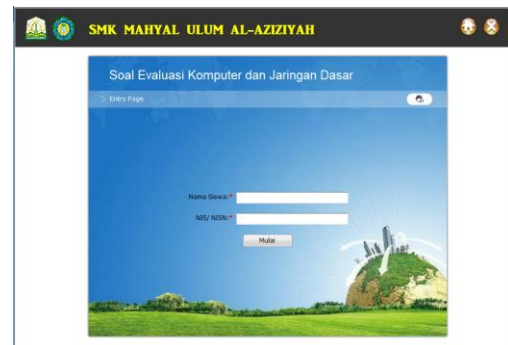 SMK MAHYAL ULUM AL-AZIZIYAH
Soal Evaluasi Komputer dan Jaringan Dasar
> Entry Page
Nama Siswa:*
NIS/ NISN:*
Mulai